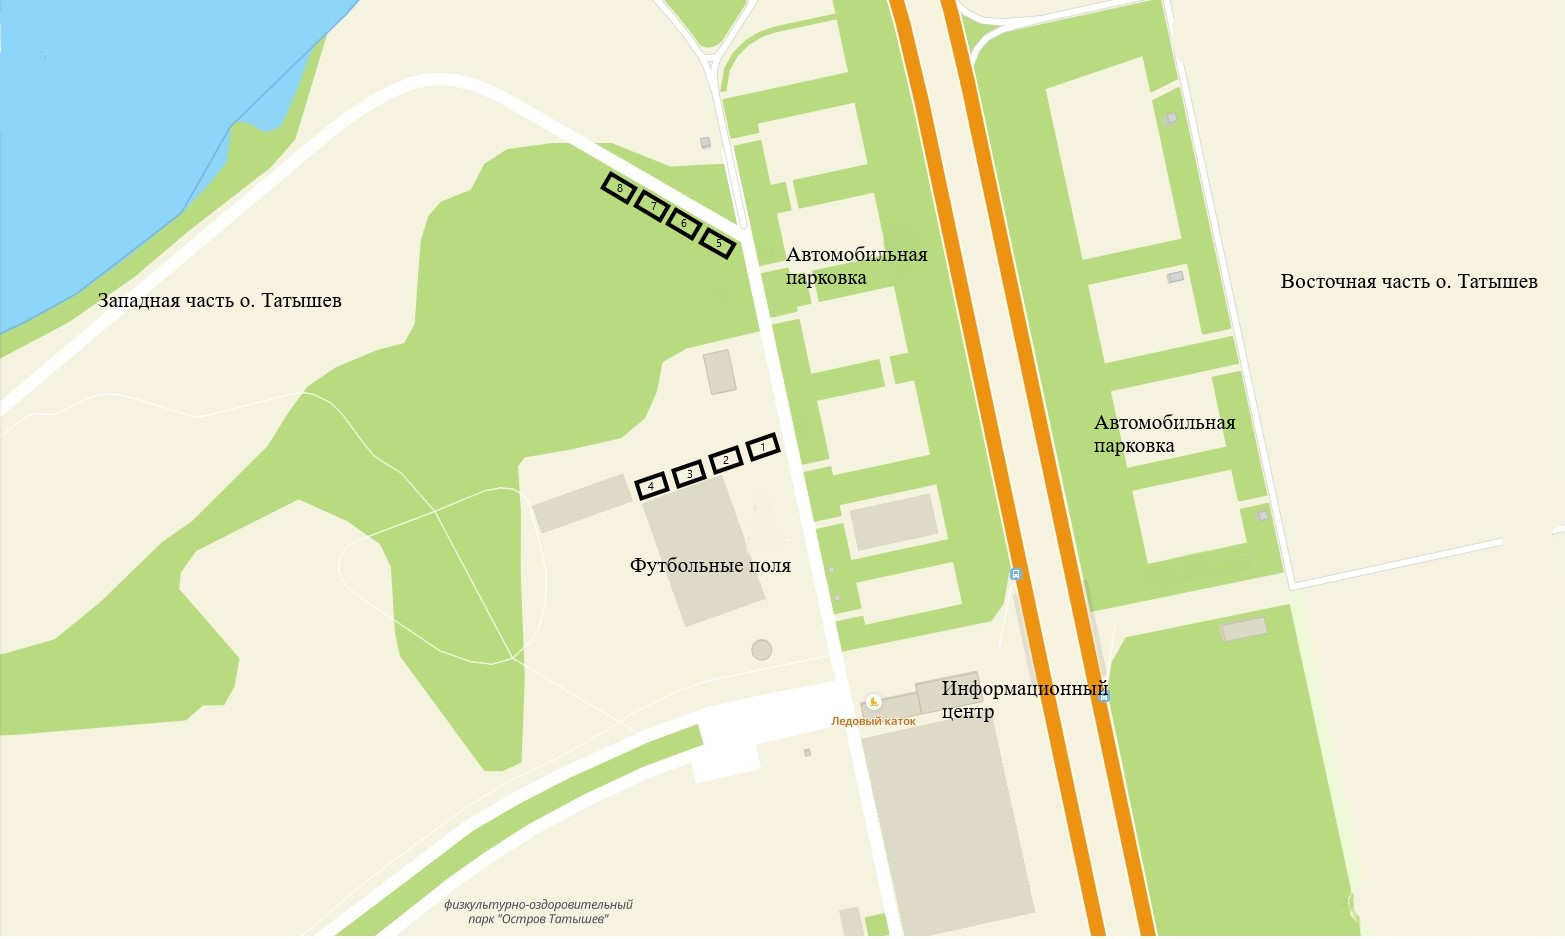 8
7
6
5
Автомобильная
парковка
Западная часть о. Татышев
Восточная часть о. Татышев
Автомобильная
парковка
1
2
3
4
Футбольные поля
Информационный
центр
Ледовый каток
физкультурно-оздоровительный
парк "Остров Татышев"